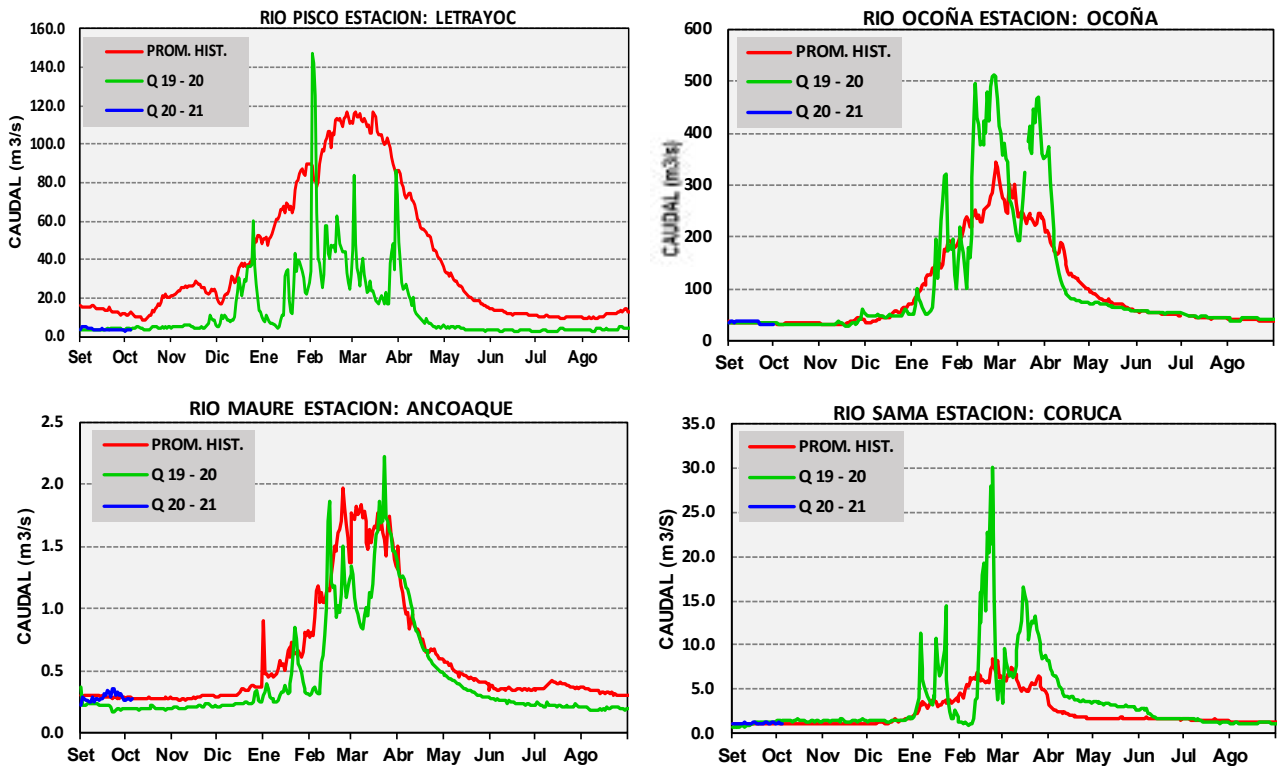 RIO PISCO ESTACION: LETRAYOC
CAUDAL (m3/s)
160.0
140.0
120.0
100.0
80.0
60.0
40.0
20.0
0.0
PROM. HIST.
Q 19 - 20
Q 20 - 21
Set Oct Nov Dic Ene Feb Mar Abr May Jun Jul Ago
RIO OCOÑA ESTACION: OCOÑA
CAUDAL (m3/s)
600
500
400
300
200
100
0
PROM. HIST.
Q 19 - 20
Q 20 - 21
Set Oct Nov Dic Ene Feb Mar Abr May Jun Jul Ago
RIO MAURE ESTACION: ANCOAQUE
CAUDAL (m3/s)
2.5
2.0
1.5
1.0
0.5
0.0
PROM. HIST.
Q 19 - 20
Q 20 - 21
Set Oct Nov Dic Ene Feb Mar Abr May Jun Jul Ago
RIO SAMA ESTACION: CORUCA
CAUDAL (m3/S)
35.0
30.0
25.0
20.0
15.0
10.0
5.0
0.0
PROM. HIST.
Q 19 - 20
Q 20 - 21
Set Oct Nov Dic Ene Feb Mar Abr May Jun Jul Ago